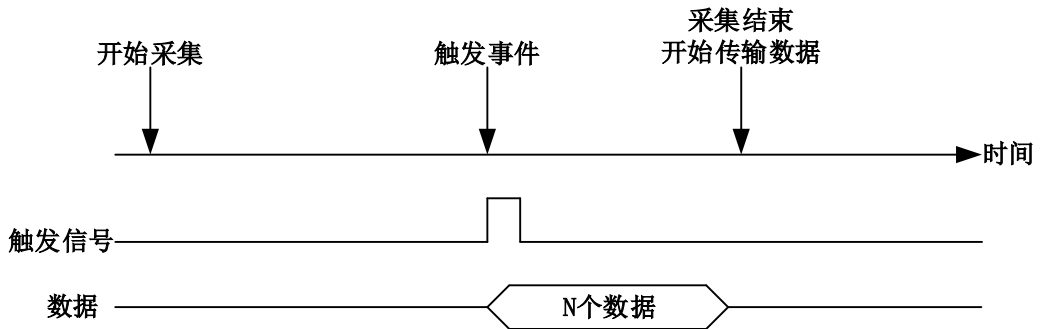 采集结束
开始采集
触发事件
开始传输数据
时间
触发信号
数据
N个数据